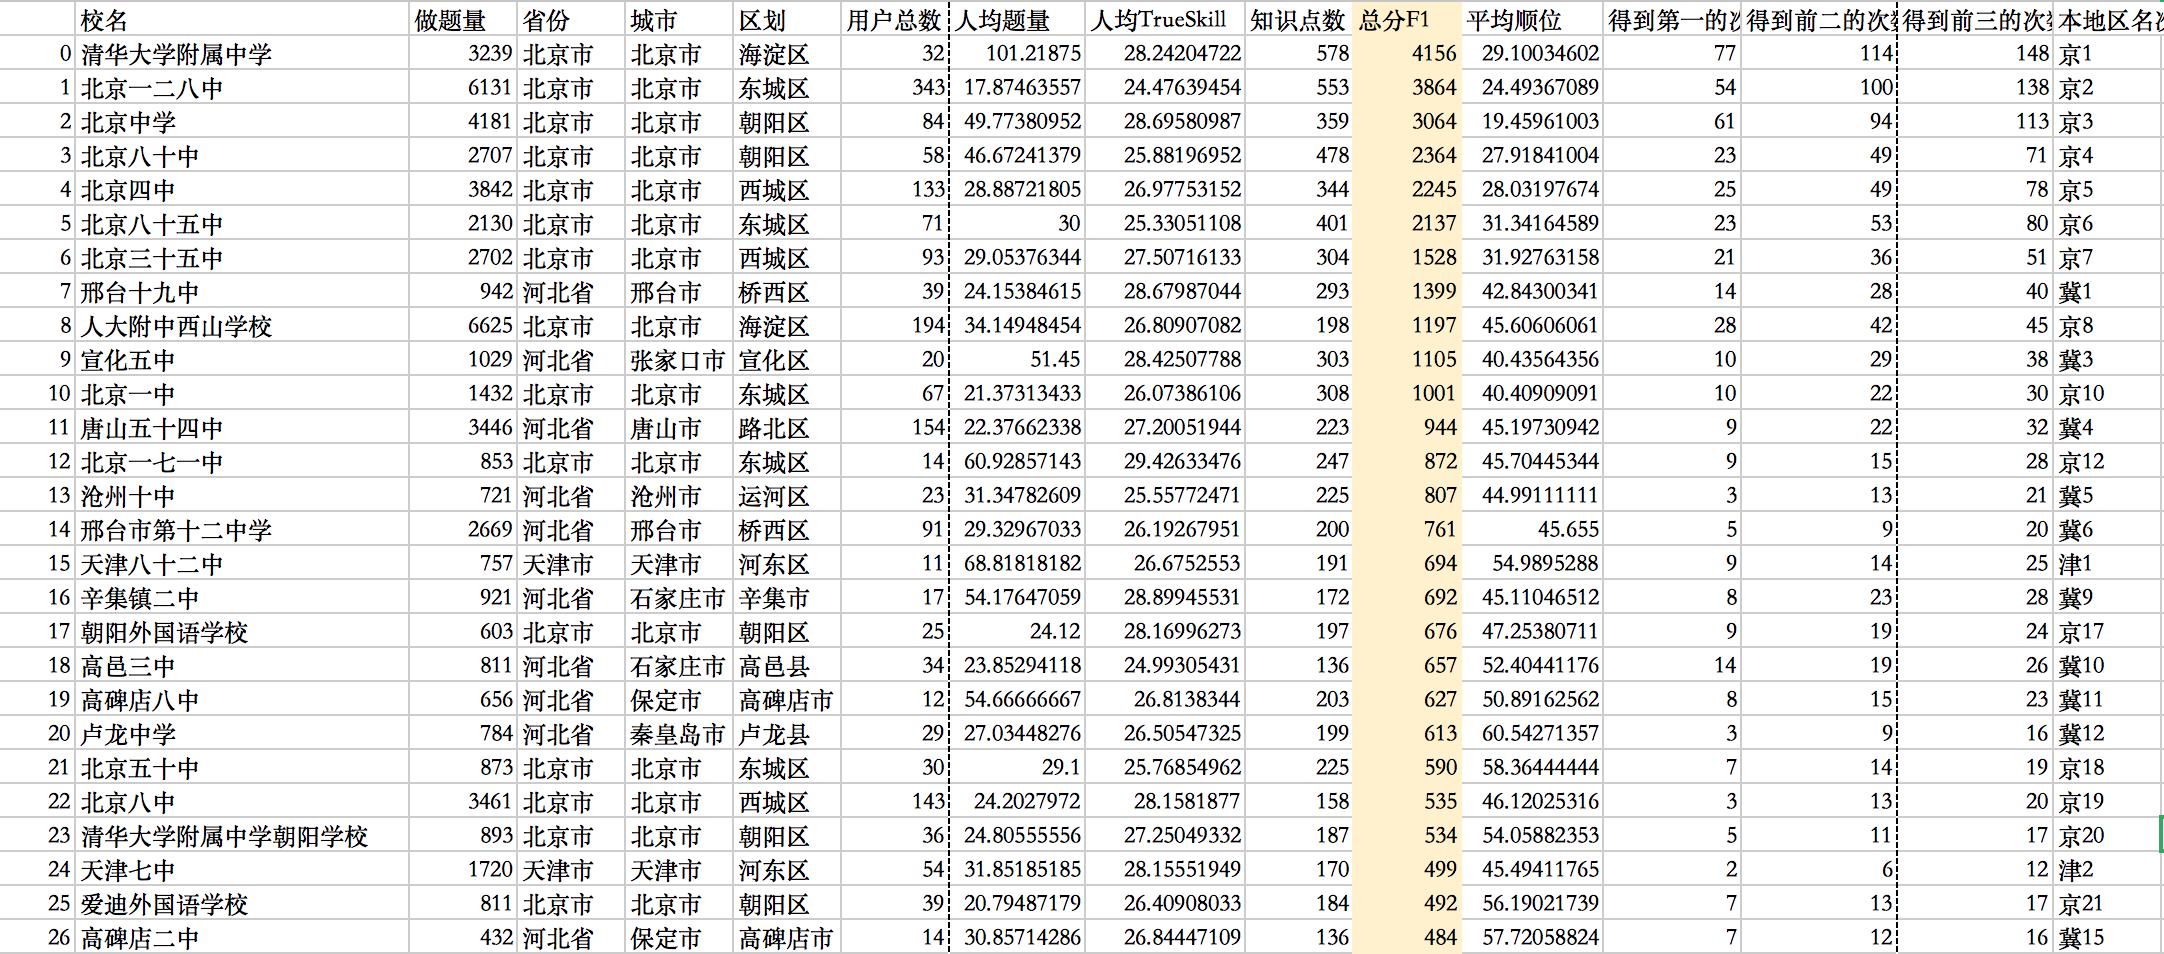 校名 做题量 省份 城市 区划 用户总数 人均题量 人均TrueSkill 知识点数 总分F1 平均顺位 得到第一的次 得到前二的次数 得到前三的次数 本地区名次
0 清华大学附属中学 3239 北京市 北京市 海淀区 32 101.21875 28.24204722 578 4156 29.10034602 77 114 148 京1
1 北京一二八中 6131 北京市 北京市 东城区 343 17.87463557 24.47639454 553 3864 24.49367089 54 100 138 京2
2 北京中学 4181 北京市 北京市 朝阳区 84 49.77380952 28.69580987 359 3064 19.45961003 61 94 113 京3
3 北京八十中 2707 北京市 北京市 朝阳区 58 46.67241379 25.88196952 478 2364 27.91841004 23 49 71 京4
4 北京四中 3842 北京市 北京市 西城区 133 28.88721805 26.97753152 344 2245 28.03197674 25 49 78 京5
5 北京八十五中 2130 北京市 北京市 东城区 71 30 25.33051108 401 2137 31.34164589 23 53 80 京6
6 北京三十五中 2702 北京市 北京市 西城区 93 29.05376344 27.50716133 304 1528 31.92763158 21 36 51 京7
7 邢台十九中 942 河北省 邢台市 桥西区 39 24.15384615 28.67987044 293 1399 42.84300341 14 28 40 冀1
8 人大附中西山学校 6625 北京市 北京市 海淀区 194 34.14948454 26.80907082 198 1197 45.60606061 28 42 45 京8
9 宣化五中 1029 河北省 张家口市 宣化区 20 51.45 28.42507788 303 1105 40.43564356 10 29 38 冀3
10 北京一中 1432 北京市 北京市 东城区 67 21.37313433 26.07386106 308 1001 40.40909091 10 22 30 京10
11 唐山五十四中 3446 河北省 唐山市 路北区 154 22.37662338 27.20051944 223 944 45.19730942 9 22 32 冀4
12 北京一七一中 853 北京市 北京市 东城区 14 60.92857143 29.42633476 247 872 45.70445344 9 15 28 京12
13 沧州十中 721 河北省 沧州市 运河区 23 31.34782609 25.55772471 225 807 44.99111111 3 13 21 冀5
14 邢台市第十二中学 2669 河北省 邢台市 桥西区 91 29.32967033 26.19267951 200 761 45.655 5 9 20 冀6
15 天津八十二中 757 天津市 天津市 河东区 11 68.81818182 26.6752553 191 694 54.9895288 9 14 25 津1
16 辛集镇二中 921 河北省 石家庄市 辛集市 17 54.17647059 28.89945531 172 692 45.11046512 8 23 28 冀9
17 朝阳外国语学校 603 北京市 北京市 朝阳区 25 24.12 28.16996273 197 676 47.25380711 9 19 24 京17
18 高邑三中 811 河北省 石家庄市 高邑县 34 23.85294118 24.99305431 136 657 52.40441176 14 19 26 冀10
19 高碑店八中 656 河北省 保定市 高碑店市 12 54.66666667 26.8138344 203 627 50.89162562 8 15 23 冀11
20 卢龙中学 784 河北省 秦皇岛市 卢龙县 29 27.03448276 26.50547325 199 613 60.54271357 3 9 16 冀12
21 北京五十中 873 北京市 北京市 东城区 30 29.1 25.76854962 225 590 58.36444444 7 14 19 京18
22 北京八中 3461 北京市 北京市 西城区 143 24.2027972 28.1581877 158 535 46.12025316 3 13 20 京19
23 清华大学附属中学朝阳学校 893 北京市 北京市 朝阳区 36 24.80555556 27.25049332 187 534 54.05882353 5 11 17 京20
24 天津七中 1720 天津市 天津市 河东区 54 31.85185185 28.15551949 170 499 45.49411765 2 6 12 津2
25 爱迪外国语学校 811 北京市 北京市 朝阳区 39 20.79487179 26.40908033 184 492 56.19021739 7 13 17 京21
26 高碑店二中 432 河北省 保定市 高碑店市 14 30.85714286 26.84447109 136 484 57.72058824 7 12 16 冀15